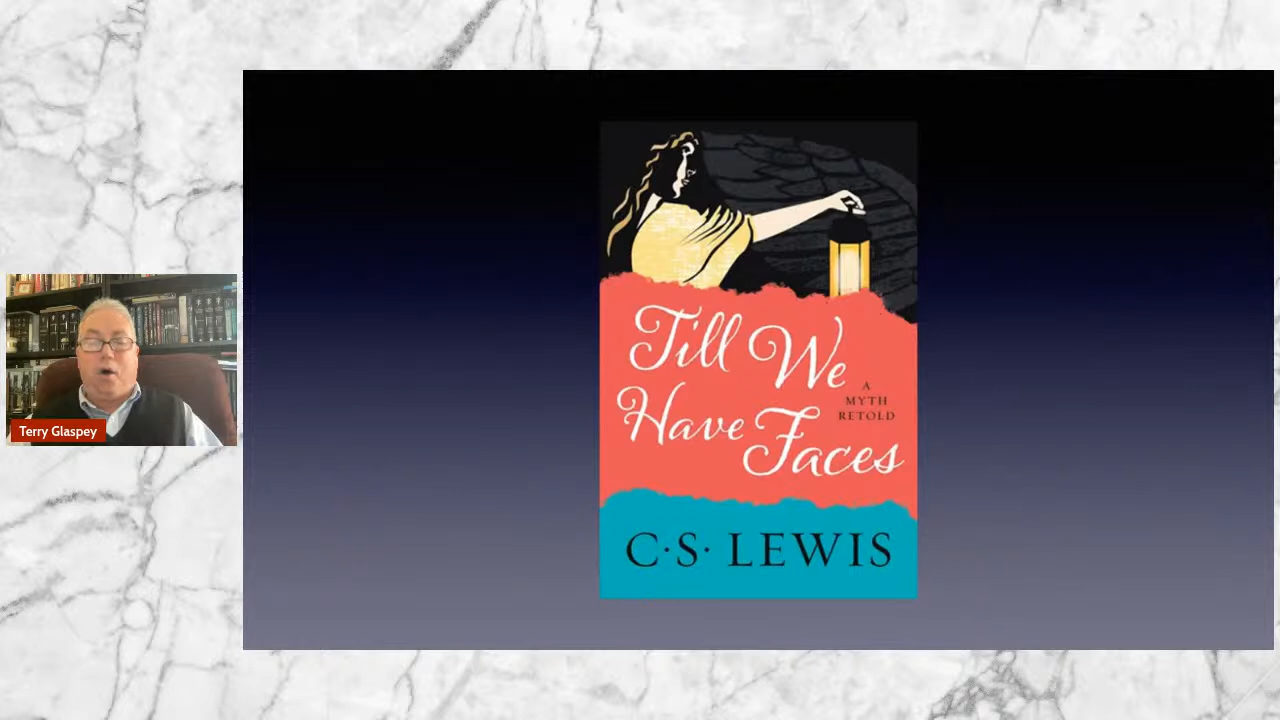 Terry Glaspey
Till We
Have
Faces
A
MYTH
RETOLD
C·S· LEWIS